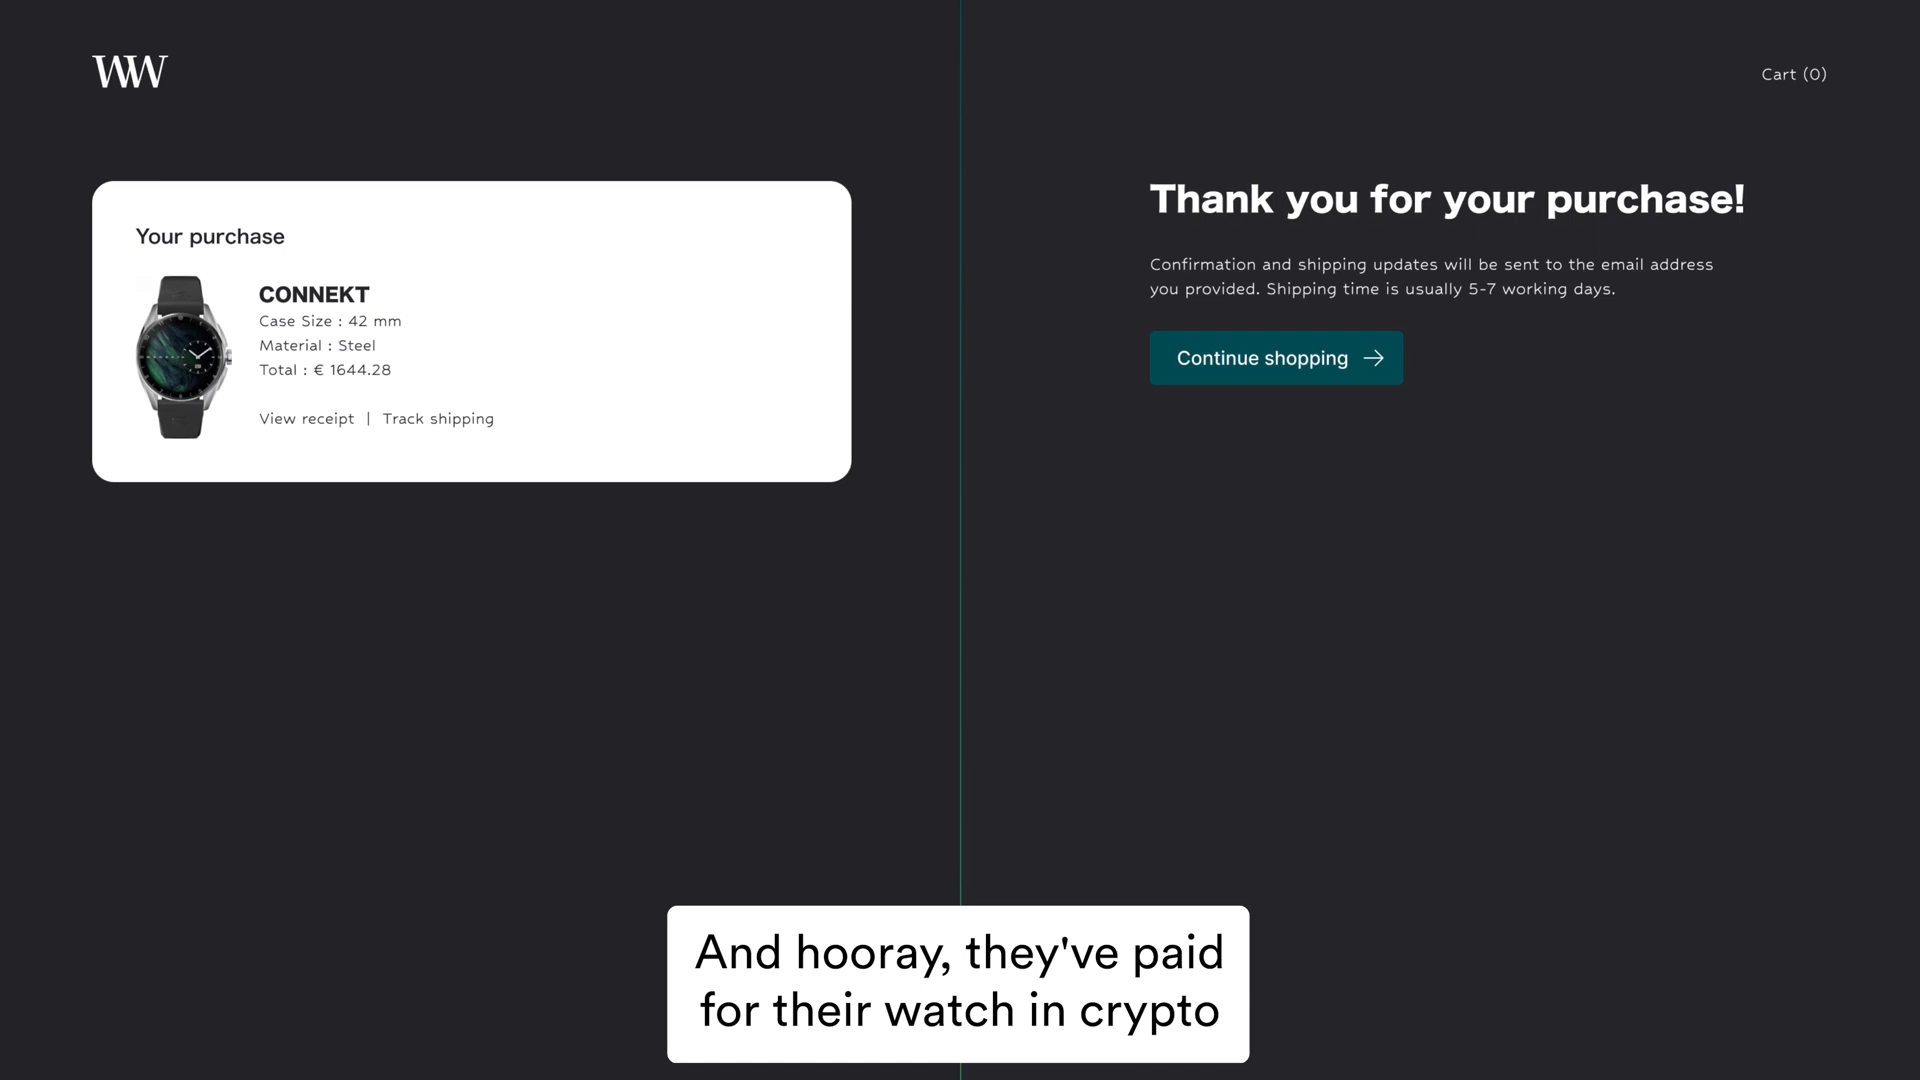 WW
Cart (0)
Your purchase
CONNEKT
Case Size : 42 mm
Material : Steel
Total : € 1644.28
View receipt | Track shipping
Thank you for your purchase!
Confirmation and shipping updates will be sent to the email address
you provided. Shipping time is usually 5-7 working days.
Continue shopping →
And hooray, they've paid
for their watch in crypto